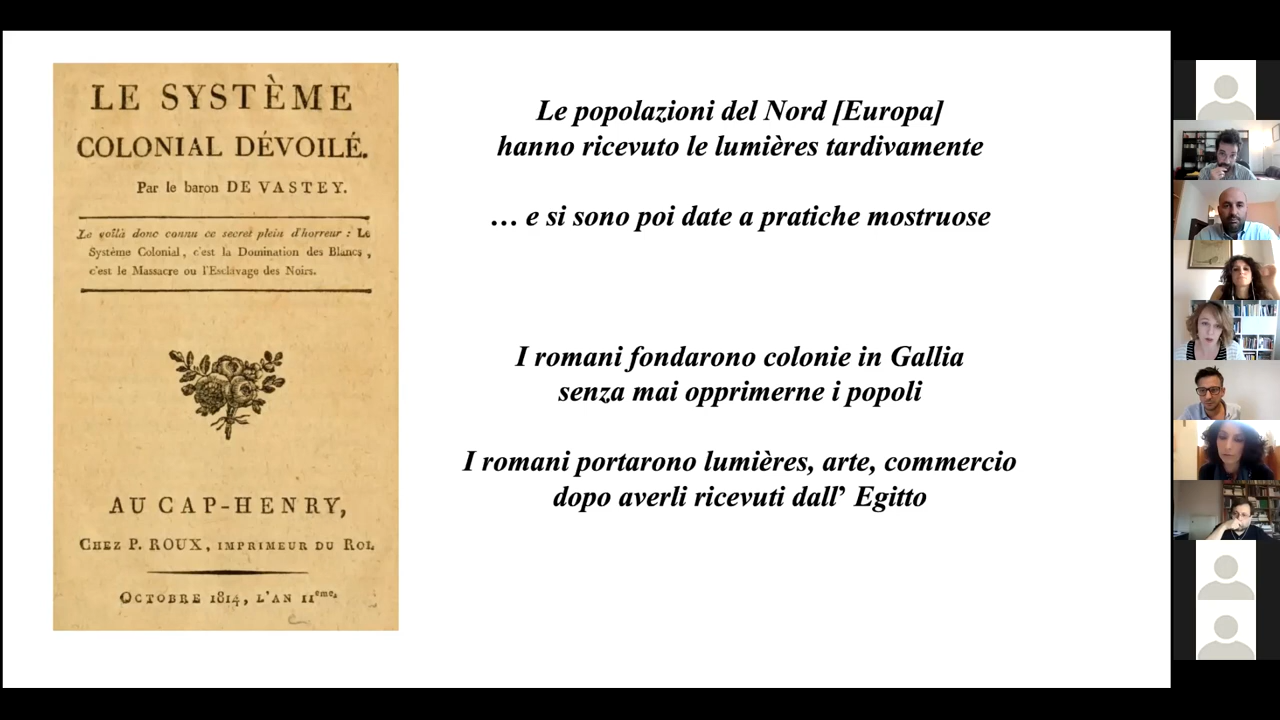 LE SYSTÈME
COLONIAL DÉVOILÉ.
Par le baron DE VASTEY.
Le voilà donc connu ce secret plein d'horreur : Le
Système Colonial, c'est la Domination des Blancs,
c'est le Massacre ou l'Esclavage des Noirs.
AU CAP-HENRY,
CHEZ P. ROUX, IMPRIMEUR DU ROI.
OCTOBRE 1814, L'AN 11eme.
Le popolazioni del Nord [Europa]
hanno ricevuto le lumières tardivamente
… e si sono poi date a pratiche mostruose
I romani fondarono colonie in Gallia
senza mai opprimerne i popoli
I romani portarono lumières, arte, commercio
dopo averli ricevuti dall’ Egitto